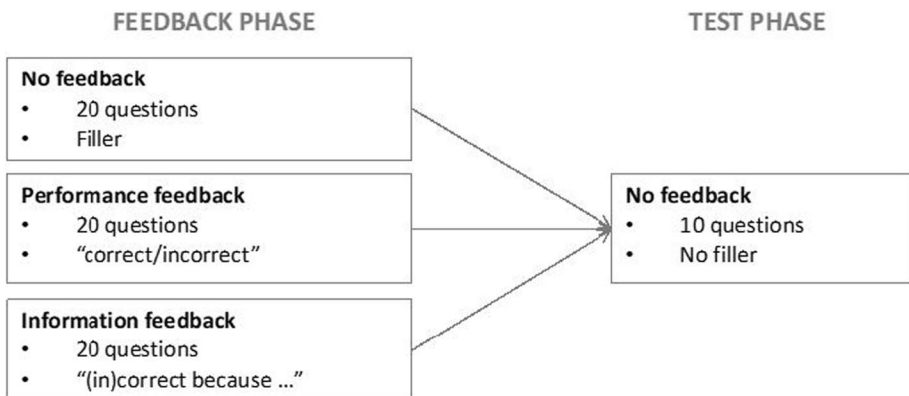 FEEDBACK PHASE
TEST PHASE
No feedback
• 20 questions
• Filler
Performance feedback
• 20 questions
• “correct/incorrect”
Information feedback
• 20 questions
• “(in)correct because ...”
No feedback
• 10 questions
• No filler